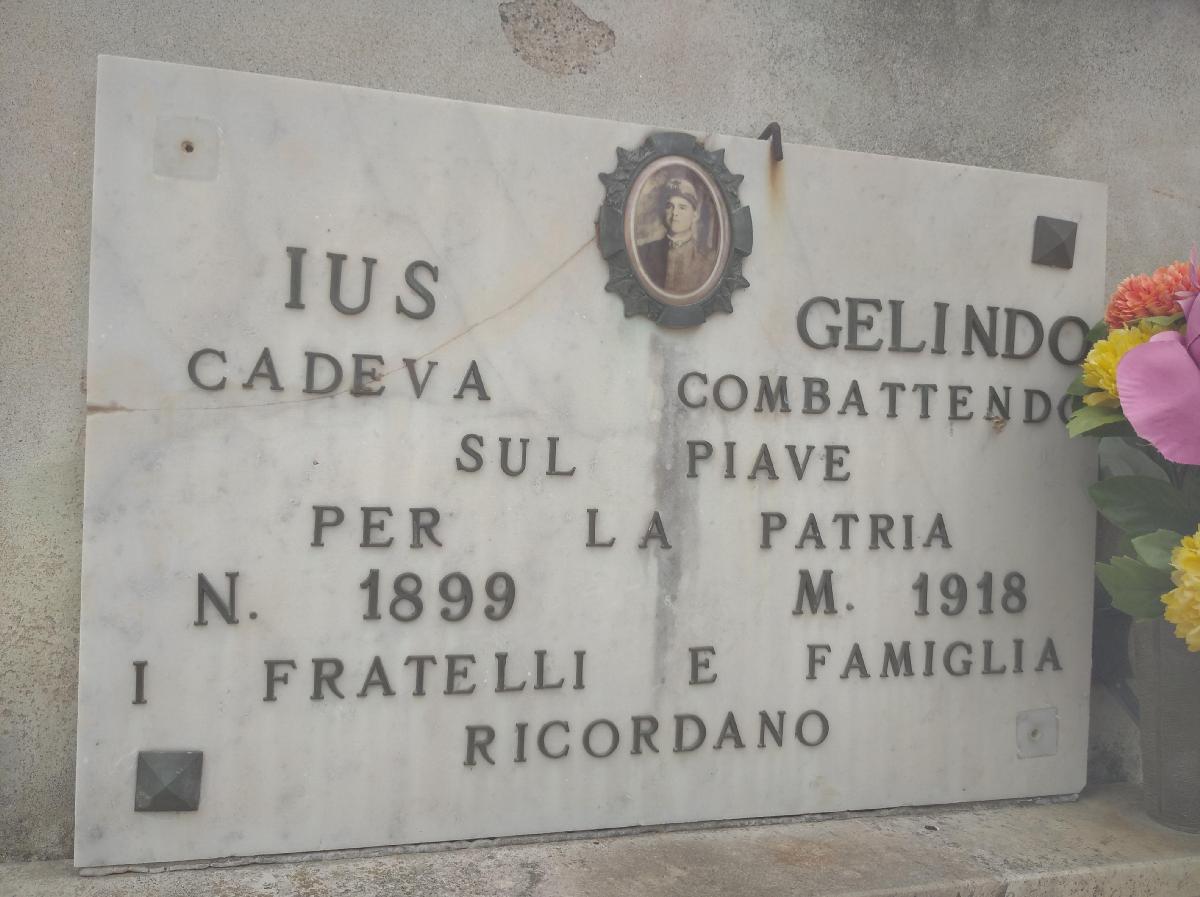 IUS GELINDO
CADEVA COMBATTENDO
SUL PIAVE
PER LA PATRIA
N. 1899 M. 1918
I FRATELLI E FAMIGLIA
RICORDANO